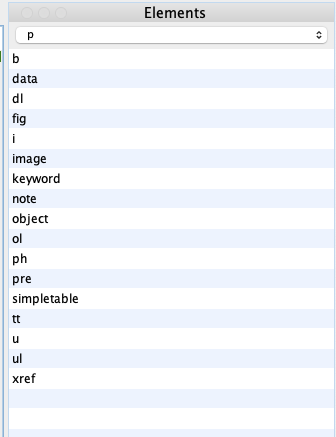 Elements
p
b
data
dl
fig
i
image
keyword
note
object
ol
ph
pre
simpletable
tt
u
ul
xref